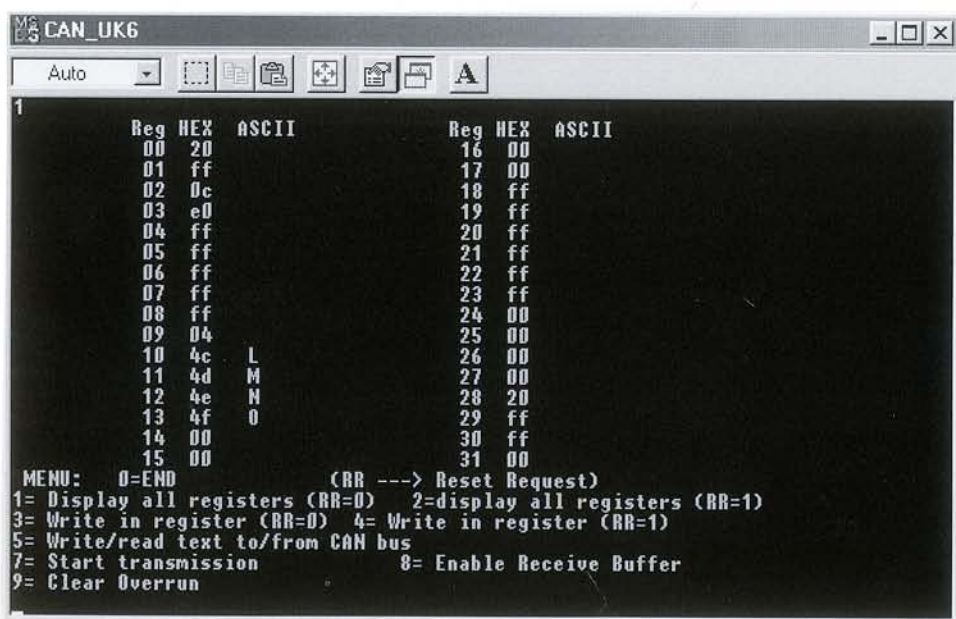 CAN_UK6
Auto A
1
Reg HEX ASCII Reg HEX ASCII
00 20 16 00
01 ff 17 00
02 0c 18 ff
03 e0 19 ff
04 ff 20 ff
05 ff 21 ff
06 ff 22 ff
07 ff 23 ff
08 ff 24 00
09 04 25 00
10 4c L 26 00
11 4d M 27 00
12 4e N 28 20
13 4f O 29 ff
14 00 30 ff
15 00 31 00
MENU: 0=END (RR ---> Reset Request)
1= Display all registers (RR=0) 2=display all registers (RR=1)
3= Write in register (RR=0) 4= Write in register (RR=1)
5= Write/read text to/from CAN bus
7= Start transmission 8= Enable Receive Buffer
9= Clear Overrun